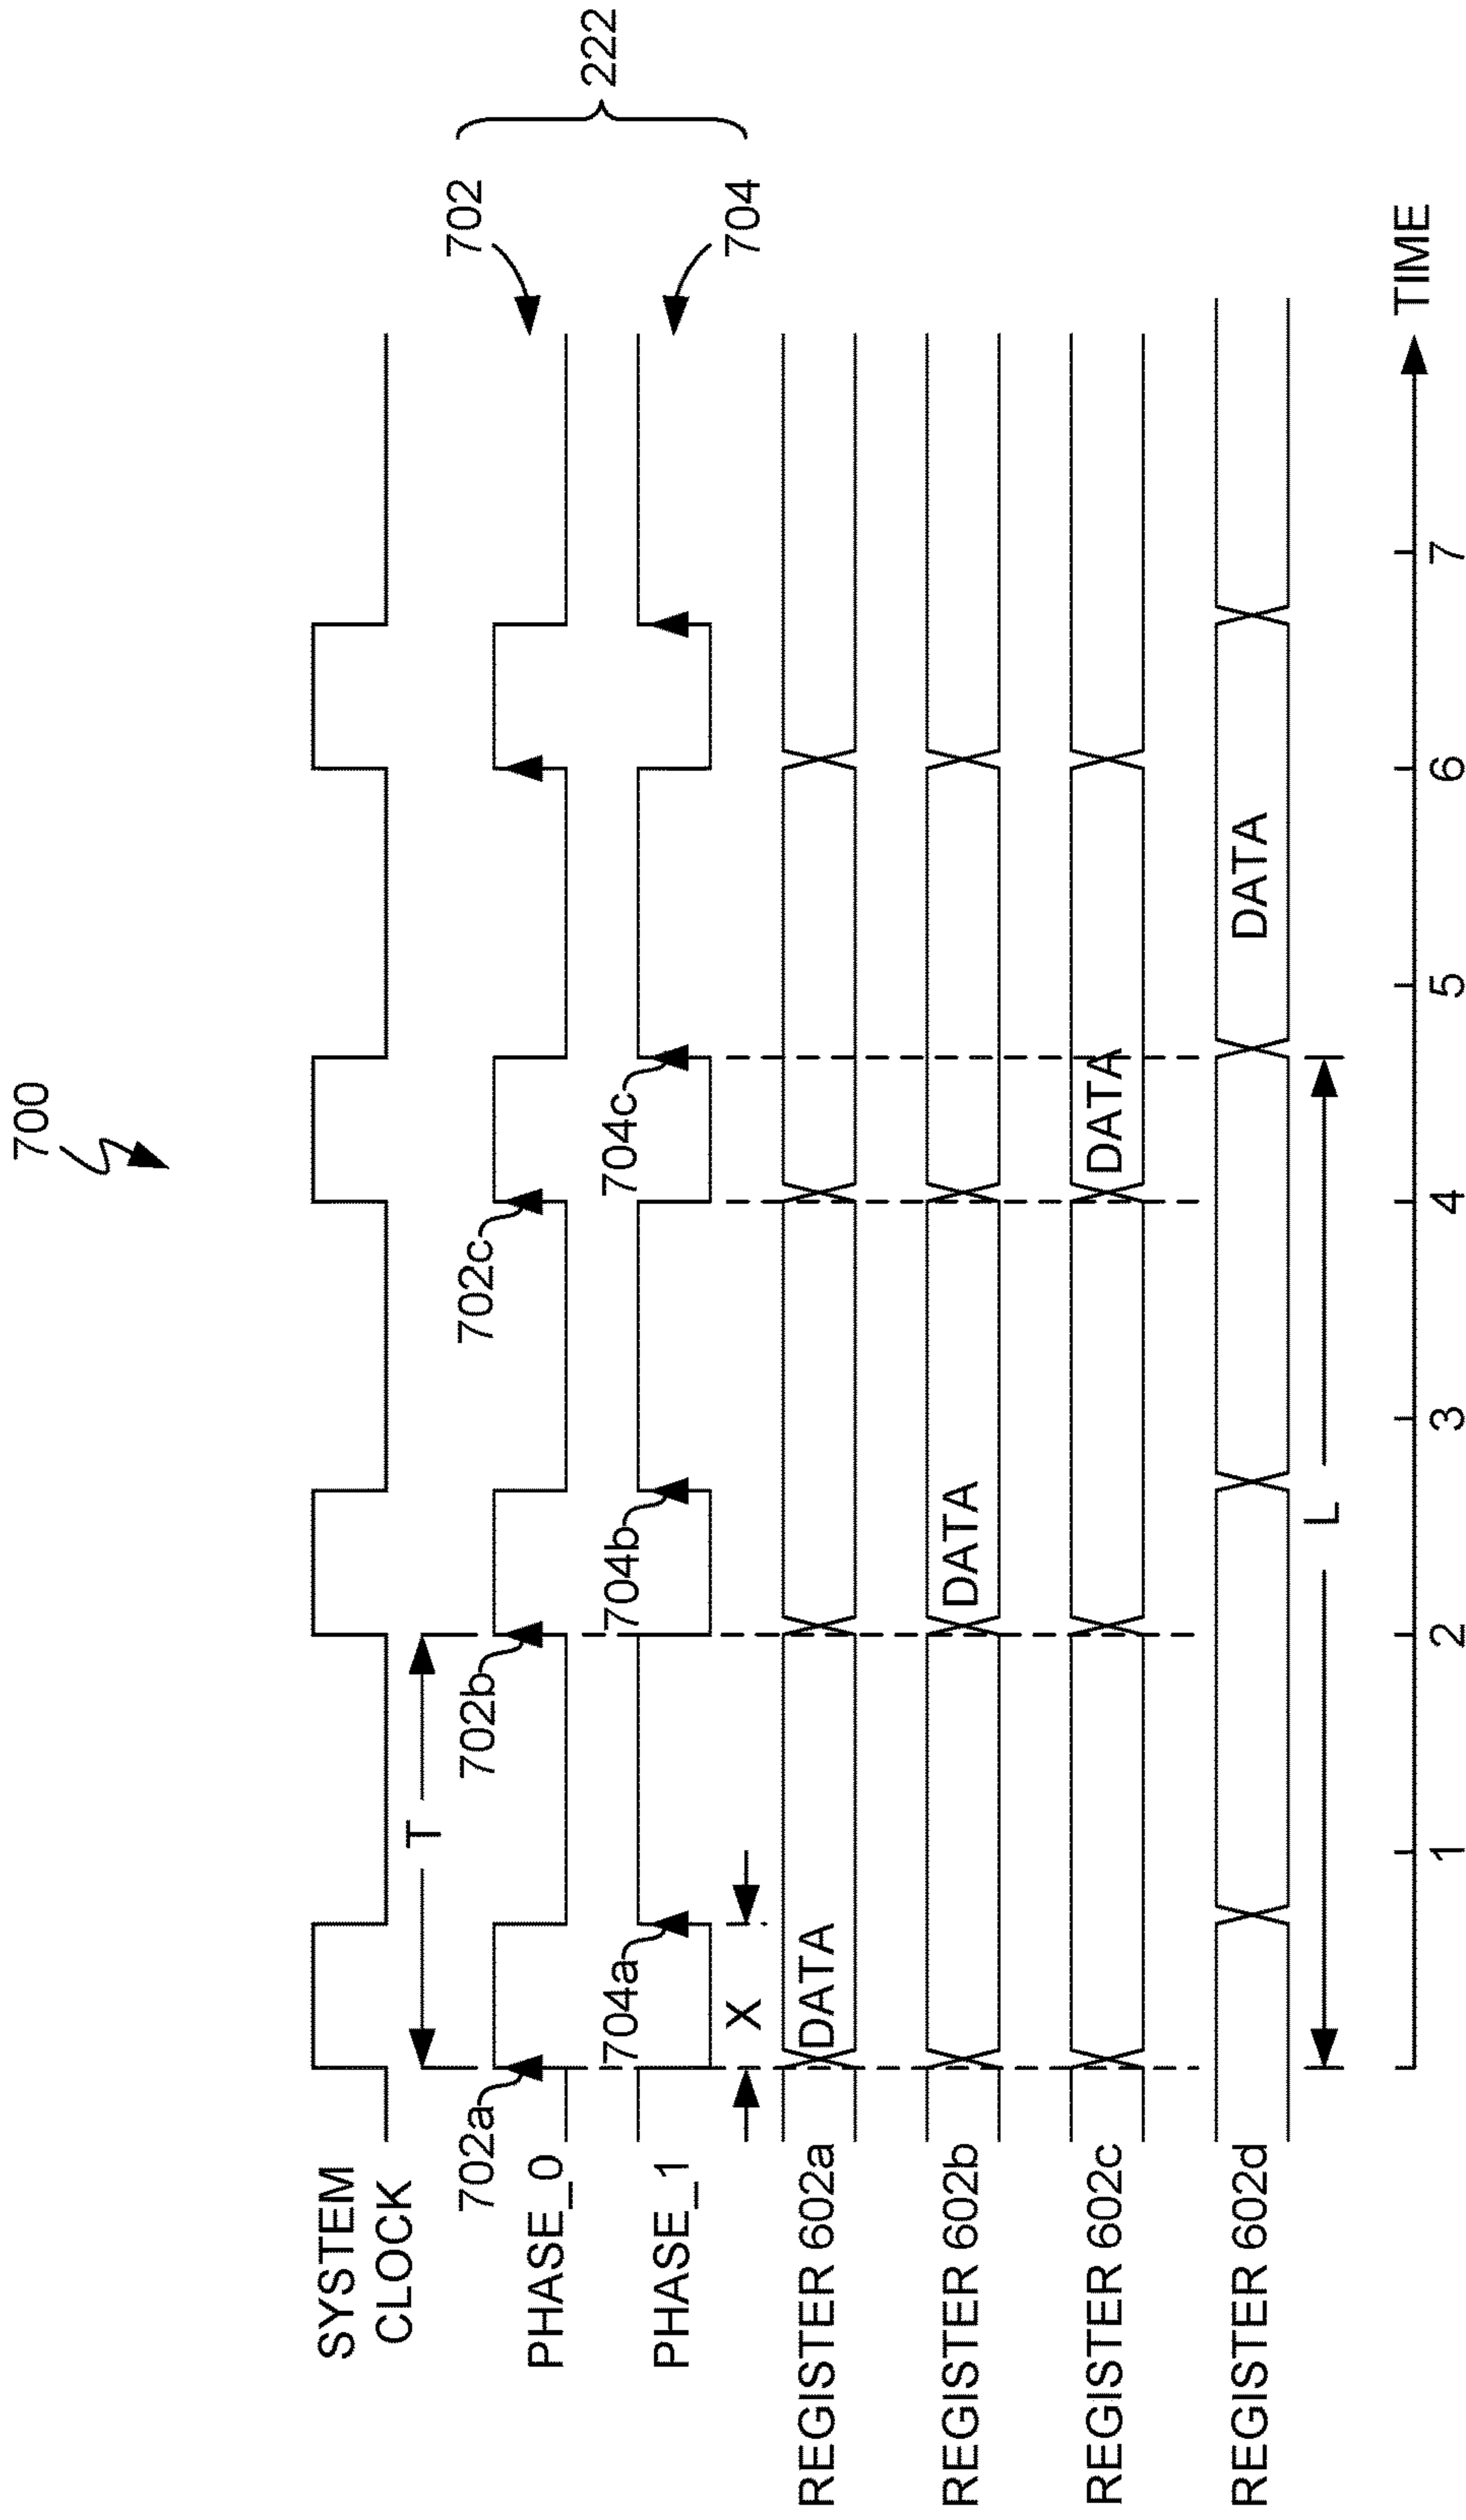 700
SYSTEM
CLOCK
T
702
222
702a
702b
702c
PHASE_0
704a
704b
704c
PHASE_1
704
X
REGISTER 602a
DATA
REGISTER 602b
DATA
REGISTER 602c
DATA
REGISTER 602d
DATA
L
TIME
1 2 3 4 5 6 7